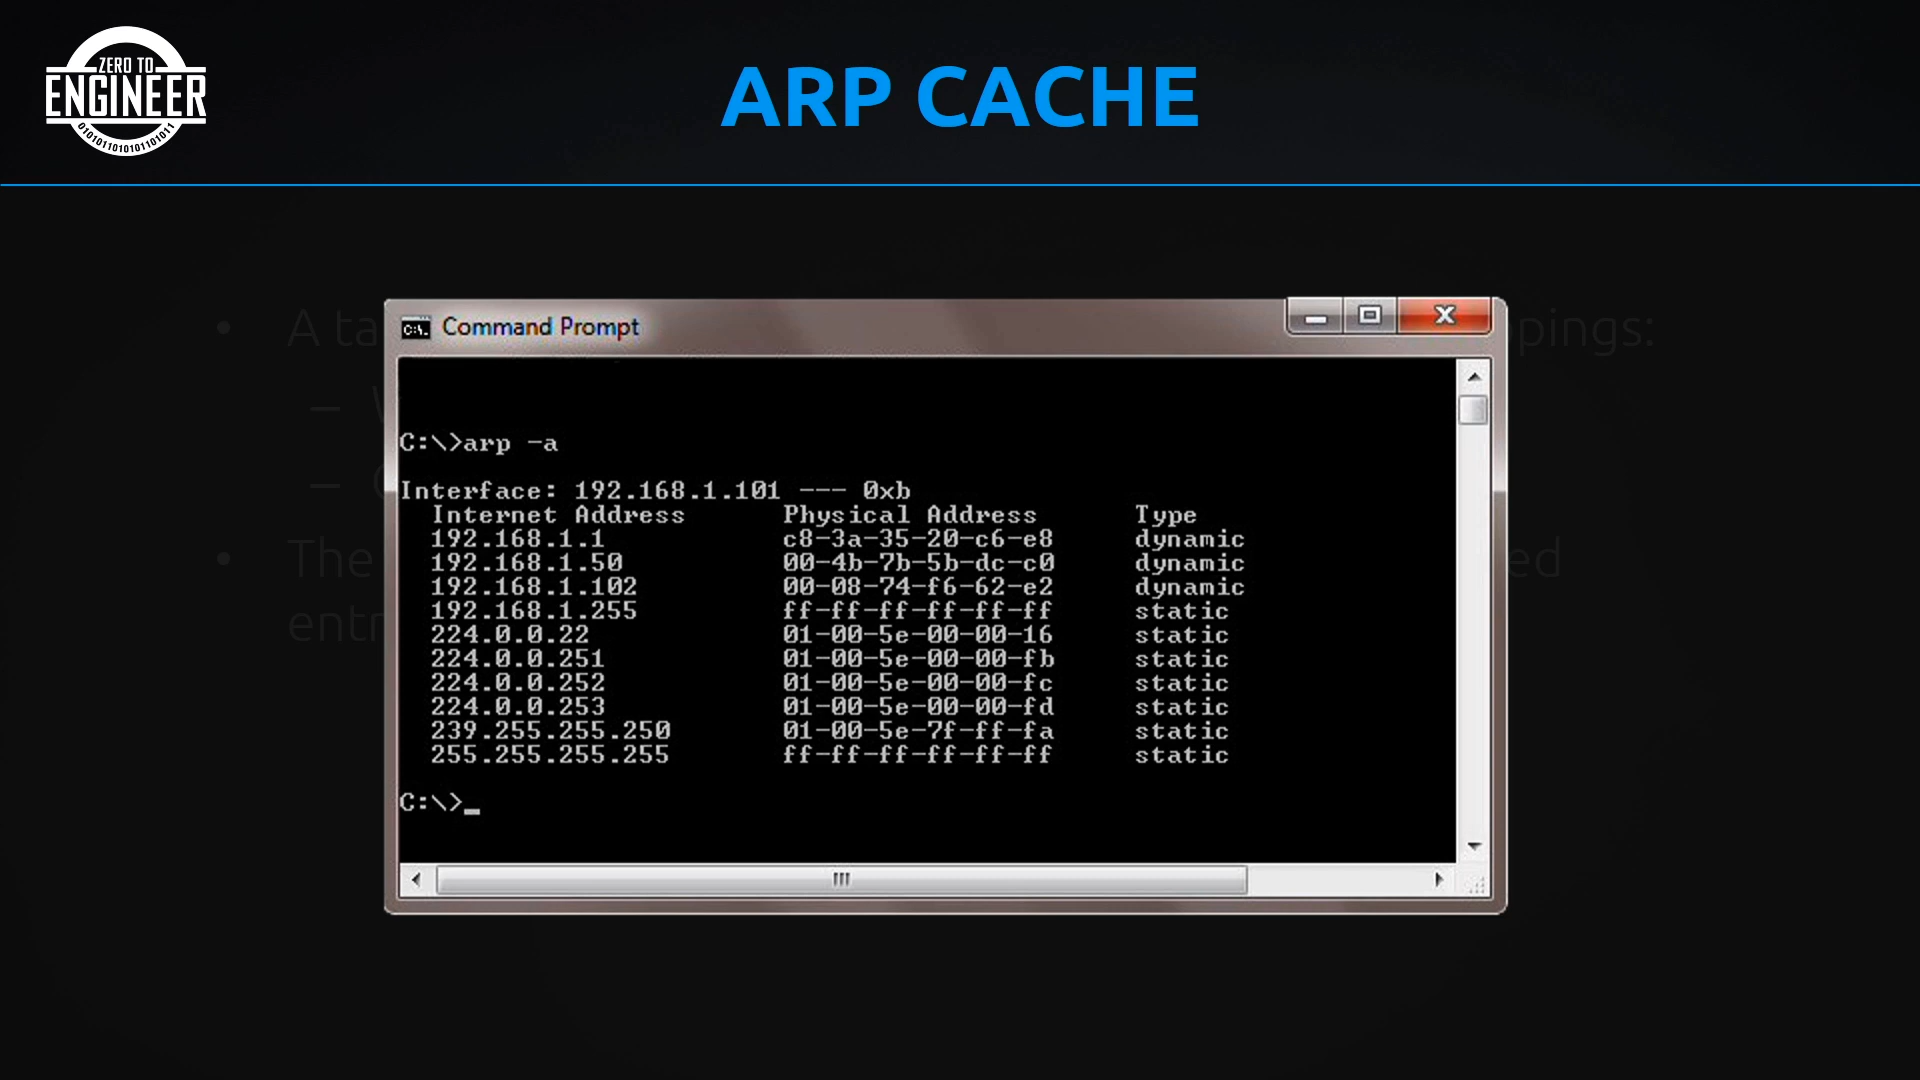 ZERO TO
ENGINEER
010101101010110101011
ARP CACHE
• A ta pings:
–
–
• The ed
entr
Command Prompt
C:\>arp -a
Interface: 192.168.1.101 --- 0xb
Internet Address Physical Address Type
192.168.1.1 c8-3a-35-20-c6-e8 dynamic
192.168.1.50 00-4b-7b-5b-dc-c0 dynamic
192.168.1.102 00-08-74-f6-62-e2 dynamic
192.168.1.255 ff-ff-ff-ff-ff-ff static
224.0.0.22 01-00-5e-00-00-16 static
224.0.0.251 01-00-5e-00-00-fb static
224.0.0.252 01-00-5e-00-00-fc static
224.0.0.253 01-00-5e-00-00-fd static
239.255.255.250 01-00-5e-7f-ff-fa static
255.255.255.255 ff-ff-ff-ff-ff-ff static
C:\>_